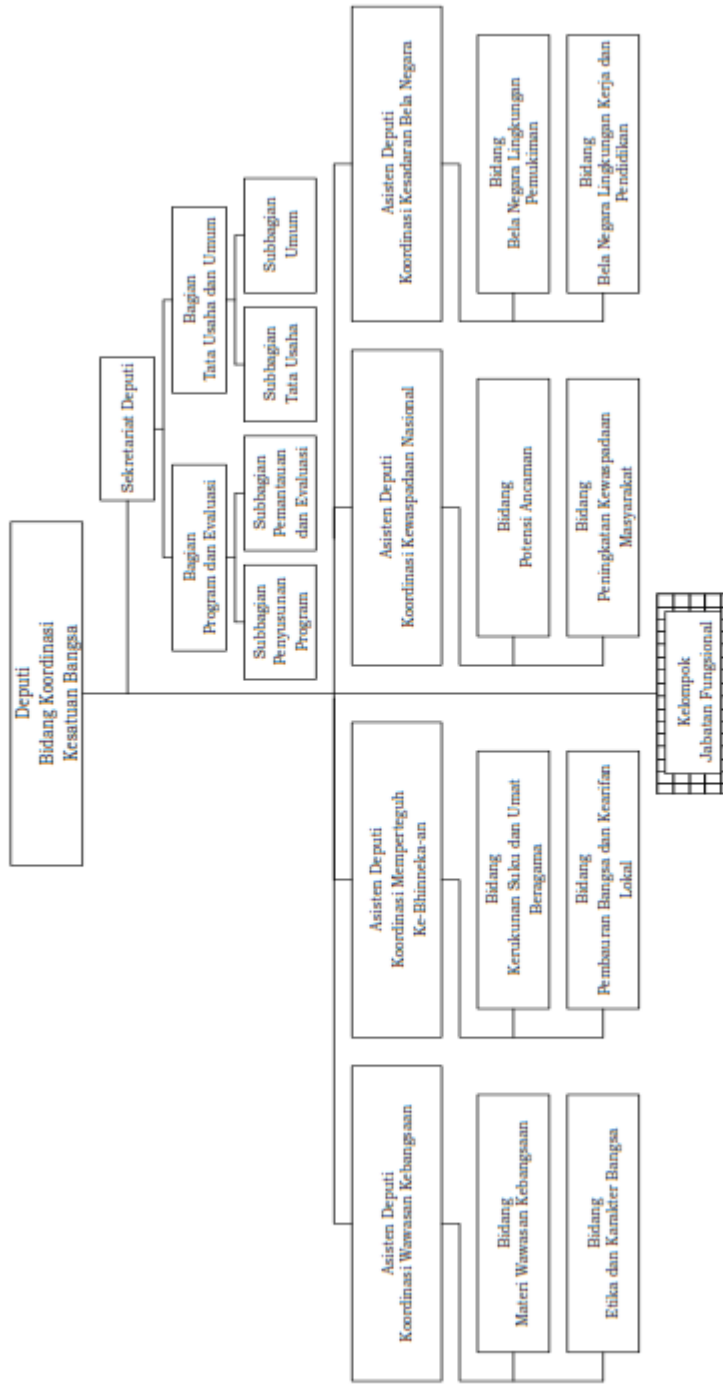 Deputi
Bidang Koordinasi
Kesatuan Bangsa
Sekretariat Deputi
Bagian
Program dan Evaluasi
Bagian
Tata Usaha dan Umum
Subbagian
Penyusunan
Program
Subbagian
Pemantauan
dan Evaluasi
Subbagian
Tata Usaha
Subbagian
Umum
Asisten Deputi
Koordinasi Wawasan Kebangsaan
Asisten Deputi
Koordinasi Memperteguh
Ke-Bhinneka-an
Asisten Deputi
Koordinasi Kewaspadaan Nasional
Asisten Deputi
Koordinasi Kesadaran Bela Negara
Bidang
Materi Wawasan Kebangsaan
Bidang
Kerukunan Suku dan Umat
Beragama
Bidang
Potensi Ancaman
Bidang
Bela Negara Lingkungan
Pemukiman
Bidang
Etika dan Karakter Bangsa
Bidang
Pembauran Bangsa dan Kearifan
Lokal
Bidang
Peningkatan Kewaspadaan
Masyarakat
Bidang
Bela Negara Lingkungan Kerja dan
Pendidikan
Kelompok
Jabatan Fungsional